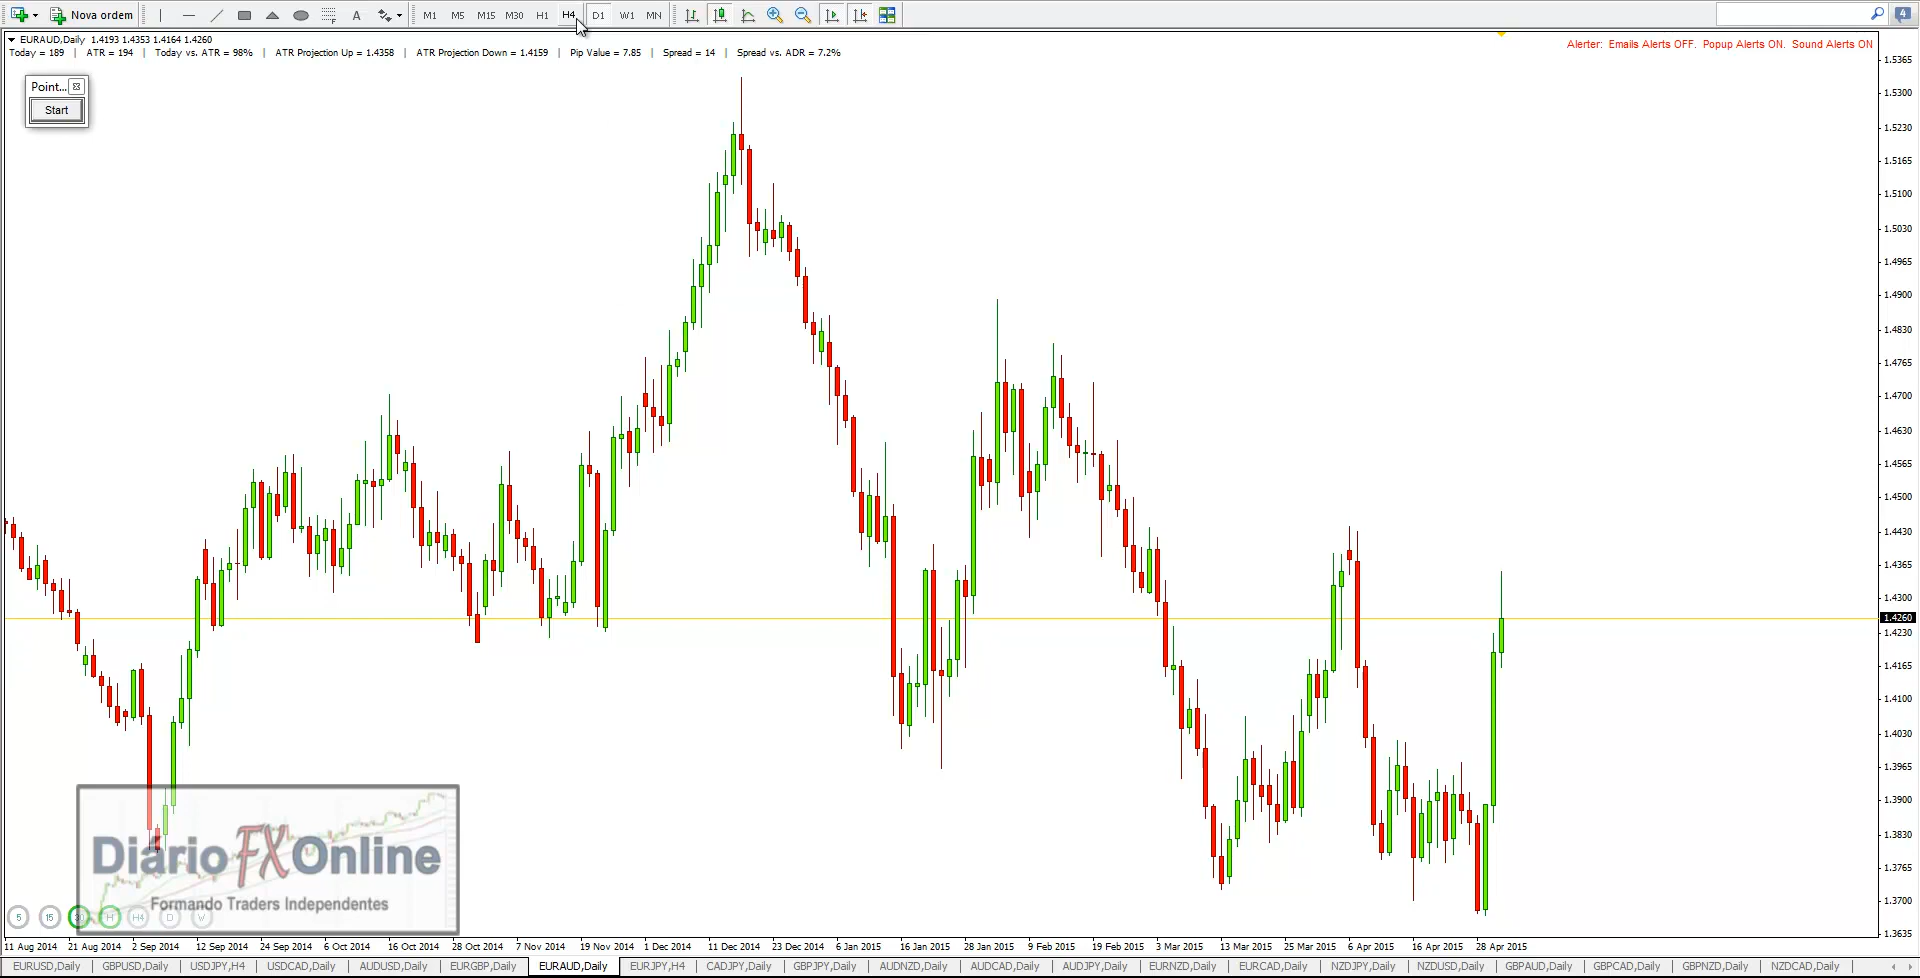 Nova ordem A M1 M5 M15 M30 H1 H4 D1 W1 MN 4
EURAUD,Daily 1.4193 1.4353 1.4164 1.4260
Today = 189 | ATR = 194 | Today vs. ATR = 98% | ATR Projection Up = 1.4358 | ATR Projection Down = 1.4159 | Pip Value = 7.85 | Spread = 14 | Spread vs. ADR = 7.2%
Alerter: Emails Alerts OFF. Popup Alerts ON. Sound Alerts ON
Point...
Start
1.5365
1.5300
1.5230
1.5165
1.5100
1.5030
1.4965
1.4900
1.4830
1.4765
1.4700
1.4630
1.4565
1.4500
1.4430
1.4365
1.4300
1.4260
1.4230
1.4165
1.4100
1.4030
1.3965
1.3900
1.3830
1.3765
1.3700
1.3635
Diário FX Online
Formando Traders Independentes
5 15 30 H H4 D W
11 Aug 2014 21 Aug 2014 2 Sep 2014 12 Sep 2014 24 Sep 2014 6 Oct 2014 16 Oct 2014 28 Oct 2014 7 Nov 2014 19 Nov 2014 1 Dec 2014 11 Dec 2014 23 Dec 2014 6 Jan 2015 16 Jan 2015 28 Jan 2015 9 Feb 2015 19 Feb 2015 3 Mar 2015 13 Mar 2015 25 Mar 2015 6 Apr 2015 16 Apr 2015 28 Apr 2015
EURUSD,Daily GBPUSD,Daily USDJPY,H4 USDCAD,Daily AUDUSD,Daily EURGBP,Daily EURAUD,Daily EURJPY,H4 CADJPY,Daily GBPJPY,Daily AUDNZD,Daily AUDCAD,Daily AUDJPY,Daily EURNZD,Daily EURCAD,Daily NZDJPY,Daily NZDUSD,Daily GBPAUD,Daily GBPCAD,Daily GBPNZD,Daily NZDCAD,Daily